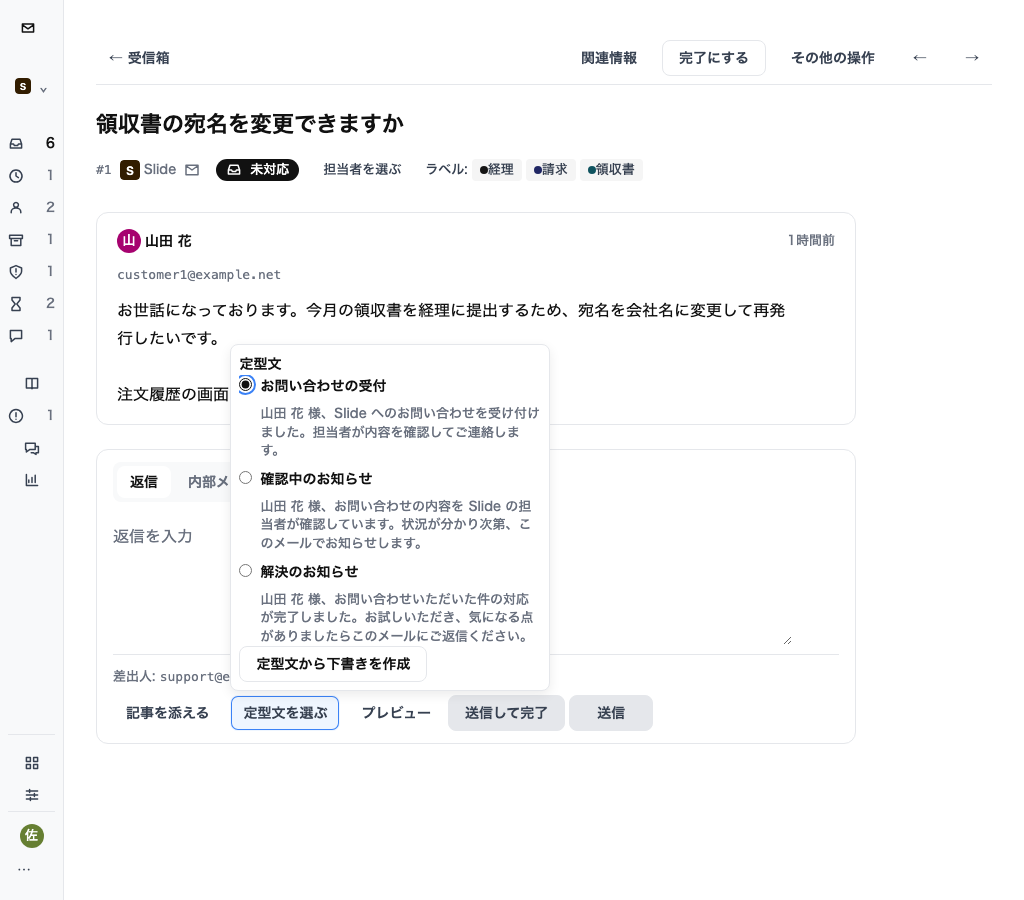 ← 受信箱
関連情報
完了にする
その他の操作
←
→
S
6
1
2
1
1
2
1
1
領収書の宛名を変更できますか
#1 S Slide 未対応 担当者を選ぶ ラベル: 経理 請求 領収書
山 山田 花
1時間前
customer1@example.net
お世話になっております。今月の領収書を経理に提出するため、宛名を会社名に変更して再発
行したいです。
注文履歴の画面
定型文
お問い合わせの受付
山田 花 様、Slide へのお問い合わせを受け付け
ました。担当者が内容を確認してご連絡しま
す。
確認中のお知らせ
山田 花 様、お問い合わせの内容を Slide の担
当者が確認しています。状況が分かり次第、こ
のメールでお知らせします。
解決のお知らせ
山田 花 様、お問い合わせいただいた件の対応
が完了しました。お試しいただき、気になる点
がありましたらこのメールにご返信ください。
定型文から下書きを作成
返信
内部メ
返信を入力
差出人: support@e
記事を添える
定型文を選ぶ
プレビュー
送信して完了
送信
佐
…